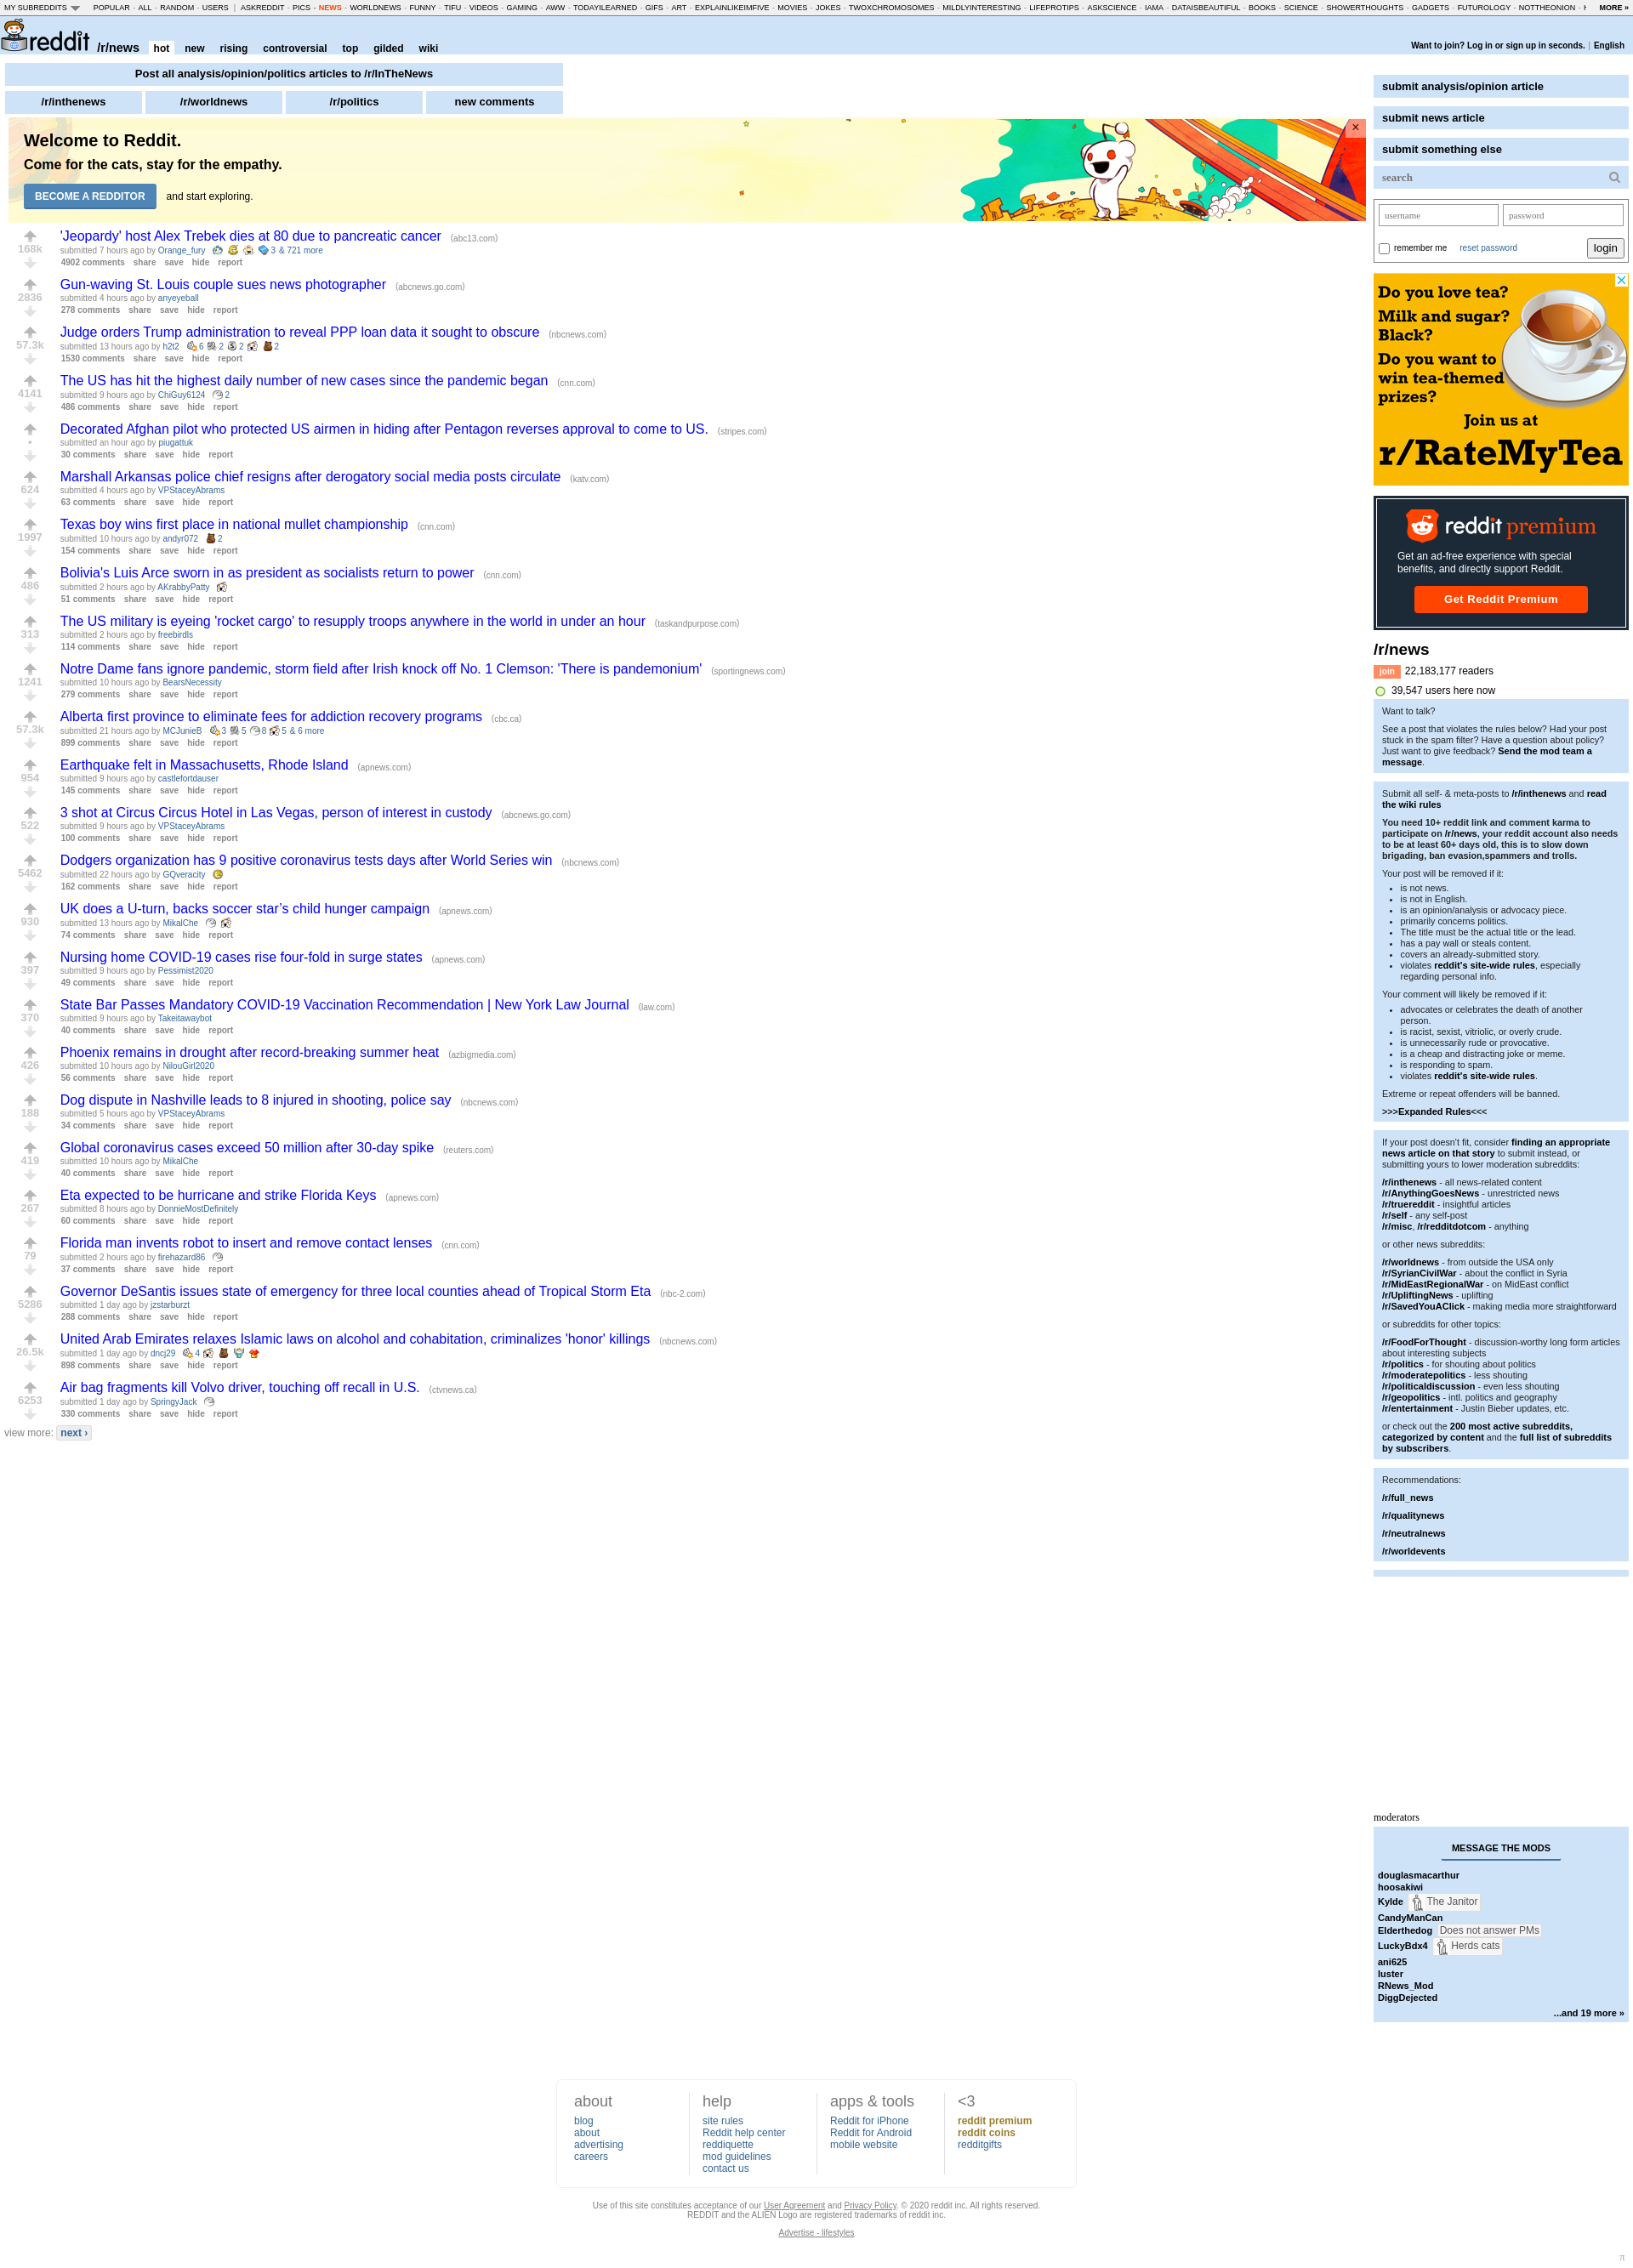 MY SUBREDDITS POPULAR - ALL - RANDOM - USERS | ASKREDDIT - PICS - NEWS - WORLDNEWS - FUNNY - TIFU - VIDEOS - GAMING - AWW - TODAYILEARNED - GIFS - ART - EXPLAINLIKEIMFIVE - MOVIES - JOKES - TWOXCHROMOSOMES - MILDLYINTERESTING - LIFEPROTIPS - ASKSCIENCE - IAMA - DATAISBEAUTIFUL - BOOKS - SCIENCE - SHOWERTHOUGHTS - GADGETS - FUTUROLOGY - NOTTHEONION - MORE »
reddit /r/news hot new rising controversial top gilded wiki
Want to join? Log in or sign up in seconds. | English
Post all analysis/opinion/politics articles to /r/InTheNews
/r/inthenews /r/worldnews /r/politics new comments
Welcome to Reddit.
Come for the cats, stay for the empathy.
BECOME A REDDITOR and start exploring.
×
'Jeopardy' host Alex Trebek dies at 80 due to pancreatic cancer (abc13.com)
168k
submitted 7 hours ago by Orange_fury 3 & 721 more
4902 comments share save hide report
Gun-waving St. Louis couple sues news photographer (abcnews.go.com)
2836
submitted 4 hours ago by anyeyeball
278 comments share save hide report
Judge orders Trump administration to reveal PPP loan data it sought to obscure (nbcnews.com)
57.3k
submitted 13 hours ago by h2t2 6 2 2 2
1530 comments share save hide report
The US has hit the highest daily number of new cases since the pandemic began (cnn.com)
4141
submitted 9 hours ago by ChiGuy6124 2
486 comments share save hide report
Decorated Afghan pilot who protected US airmen in hiding after Pentagon reverses approval to come to US. (stripes.com)
•
submitted an hour ago by piugattuk
30 comments share save hide report
Marshall Arkansas police chief resigns after derogatory social media posts circulate (katv.com)
624
submitted 4 hours ago by VPStaceyAbrams
63 comments share save hide report
Texas boy wins first place in national mullet championship (cnn.com)
1997
submitted 10 hours ago by andyr072 2
154 comments share save hide report
Bolivia's Luis Arce sworn in as president as socialists return to power (cnn.com)
486
submitted 2 hours ago by AKrabbyPatty
51 comments share save hide report
The US military is eyeing 'rocket cargo' to resupply troops anywhere in the world in under an hour (taskandpurpose.com)
313
submitted 2 hours ago by freebirdls
114 comments share save hide report
Notre Dame fans ignore pandemic, storm field after Irish knock off No. 1 Clemson: 'There is pandemonium' (sportingnews.com)
1241
submitted 10 hours ago by BearsNecessity
279 comments share save hide report
Alberta first province to eliminate fees for addiction recovery programs (cbc.ca)
57.3k
submitted 21 hours ago by MCJunieB 3 5 8 5 & 6 more
899 comments share save hide report
Earthquake felt in Massachusetts, Rhode Island (apnews.com)
954
submitted 9 hours ago by castlefortdauser
145 comments share save hide report
3 shot at Circus Circus Hotel in Las Vegas, person of interest in custody (abcnews.go.com)
522
submitted 9 hours ago by VPStaceyAbrams
100 comments share save hide report
Dodgers organization has 9 positive coronavirus tests days after World Series win (nbcnews.com)
5462
submitted 22 hours ago by GQveracity
162 comments share save hide report
UK does a U-turn, backs soccer star’s child hunger campaign (apnews.com)
930
submitted 13 hours ago by MikalChe
74 comments share save hide report
Nursing home COVID-19 cases rise four-fold in surge states (apnews.com)
397
submitted 9 hours ago by Pessimist2020
49 comments share save hide report
State Bar Passes Mandatory COVID-19 Vaccination Recommendation | New York Law Journal (law.com)
370
submitted 9 hours ago by Takeitawaybot
40 comments share save hide report
Phoenix remains in drought after record-breaking summer heat (azbigmedia.com)
426
submitted 10 hours ago by NilouGirl2020
56 comments share save hide report
Dog dispute in Nashville leads to 8 injured in shooting, police say (nbcnews.com)
188
submitted 5 hours ago by VPStaceyAbrams
34 comments share save hide report
Global coronavirus cases exceed 50 million after 30-day spike (reuters.com)
419
submitted 10 hours ago by MikalChe
40 comments share save hide report
Eta expected to be hurricane and strike Florida Keys (apnews.com)
267
submitted 8 hours ago by DonnieMostDefinitely
60 comments share save hide report
Florida man invents robot to insert and remove contact lenses (cnn.com)
79
submitted 2 hours ago by firehazard86
37 comments share save hide report
Governor DeSantis issues state of emergency for three local counties ahead of Tropical Storm Eta (nbc-2.com)
5286
submitted 1 day ago by jzstarburzt
288 comments share save hide report
United Arab Emirates relaxes Islamic laws on alcohol and cohabitation, criminalizes 'honor' killings (nbcnews.com)
26.5k
submitted 1 day ago by dncj29 4
898 comments share save hide report
Air bag fragments kill Volvo driver, touching off recall in U.S. (ctvnews.ca)
6253
submitted 1 day ago by SpringyJack
330 comments share save hide report
view more: next ›
submit analysis/opinion article
submit news article
submit something else
search
username password
remember me reset password login
Do you love tea?
Milk and sugar?
Black?
Do you want to
win tea-themed
prizes?
Join us at
r/RateMyTea
reddit premium
Get an ad-free experience with special
benefits, and directly support Reddit.
Get Reddit Premium
/r/news
join 22,183,177 readers
39,547 users here now
Want to talk?
See a post that violates the rules below? Had your post
stuck in the spam filter? Have a question about policy?
Just want to give feedback? Send the mod team a
message.
Submit all self- & meta-posts to /r/inthenews and read
the wiki rules
You need 10+ reddit link and comment karma to
participate on /r/news, your reddit account also needs
to be at least 60+ days old, this is to slow down
brigading, ban evasion,spammers and trolls.
Your post will be removed if it:
• is not news.
• is not in English.
• is an opinion/analysis or advocacy piece.
• primarily concerns politics.
• The title must be the actual title or the lead.
• has a pay wall or steals content.
• covers an already-submitted story.
• violates reddit's site-wide rules, especially
regarding personal info.
Your comment will likely be removed if it:
• advocates or celebrates the death of another
person.
• is racist, sexist, vitriolic, or overly crude.
• is unnecessarily rude or provocative.
• is a cheap and distracting joke or meme.
• is responding to spam.
• violates reddit's site-wide rules.
Extreme or repeat offenders will be banned.
>>>Expanded Rules<<<
If your post doesn't fit, consider finding an appropriate
news article on that story to submit instead, or
submitting yours to lower moderation subreddits:
/r/inthenews - all news-related content
/r/AnythingGoesNews - unrestricted news
/r/truereddit - insightful articles
/r/self - any self-post
/r/misc, /r/redditdotcom - anything
or other news subreddits:
/r/worldnews - from outside the USA only
/r/SyrianCivilWar - about the conflict in Syria
/r/MidEastRegionalWar - on MidEast conflict
/r/UpliftingNews - uplifting
/r/SavedYouAClick - making media more straightforward
or subreddits for other topics:
/r/FoodForThought - discussion-worthy long form articles
about interesting subjects
/r/politics - for shouting about politics
/r/moderatepolitics - less shouting
/r/politicaldiscussion - even less shouting
/r/geopolitics - intl. politics and geography
/r/entertainment - Justin Bieber updates, etc.
or check out the 200 most active subreddits,
categorized by content and the full list of subreddits
by subscribers.
Recommendations:
/r/full_news
/r/qualitynews
/r/neutralnews
/r/worldevents
moderators
MESSAGE THE MODS
douglasmacarthur
hoosakiwi
Kylde The Janitor
CandyManCan
Elderthedog Does not answer PMs
LuckyBdx4 Herds cats
ani625
luster
RNews_Mod
DiggDejected
...and 19 more »
about
blog
about
advertising
careers
help
site rules
Reddit help center
reddiquette
mod guidelines
contact us
apps & tools
Reddit for iPhone
Reddit for Android
mobile website
<3
reddit premium
reddit coins
redditgifts
Use of this site constitutes acceptance of our User Agreement and Privacy Policy. © 2020 reddit inc. All rights reserved.
REDDIT and the ALIEN Logo are registered trademarks of reddit inc.
Advertise - lifestyles
π